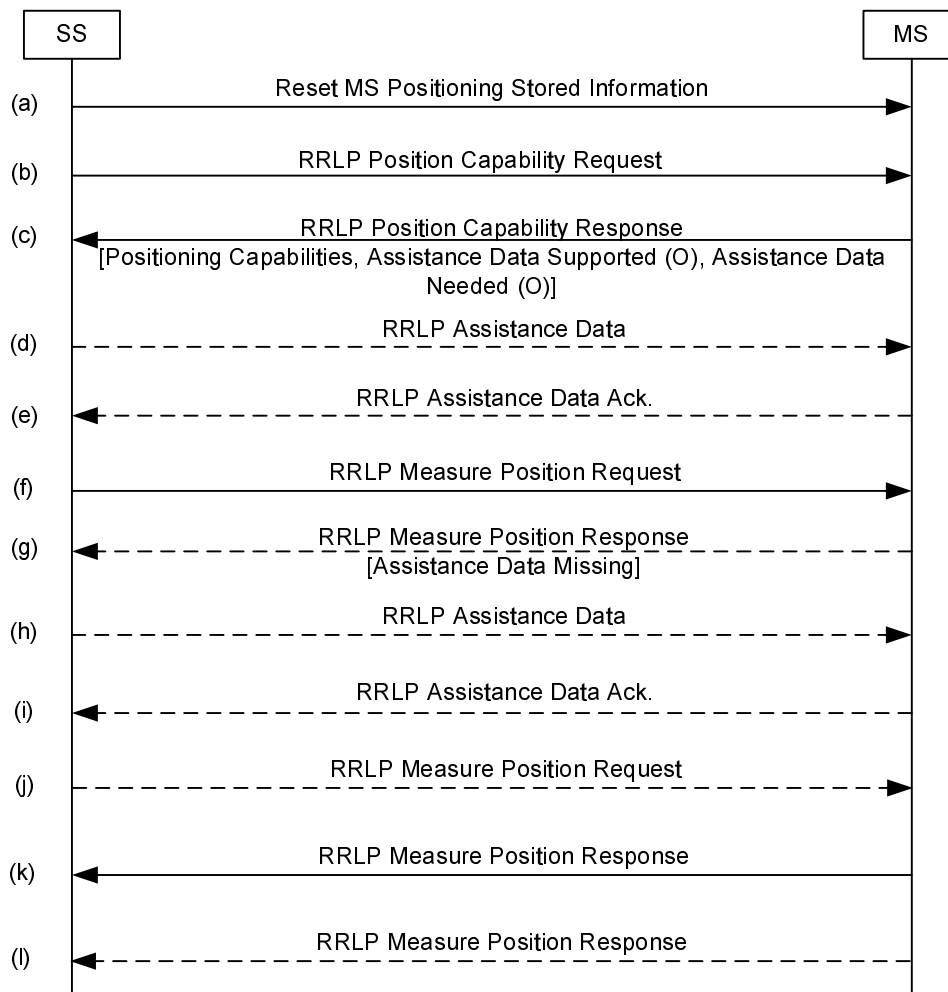 SS
MS
(a)
Reset MS Positioning Stored Information
(b)
RRLP Position Capability Request
(c)
RRLP Position Capability Response
[Positioning Capabilities, Assistance Data Supported (O), Assistance Data
Needed (O)]
(d)
RRLP Assistance Data
(e)
RRLP Assistance Data Ack.
(f)
RRLP Measure Position Request
(g)
RRLP Measure Position Response
[Assistance Data Missing]
(h)
RRLP Assistance Data
(i)
RRLP Assistance Data Ack.
(j)
RRLP Measure Position Request
(k)
RRLP Measure Position Response
(l)
RRLP Measure Position Response